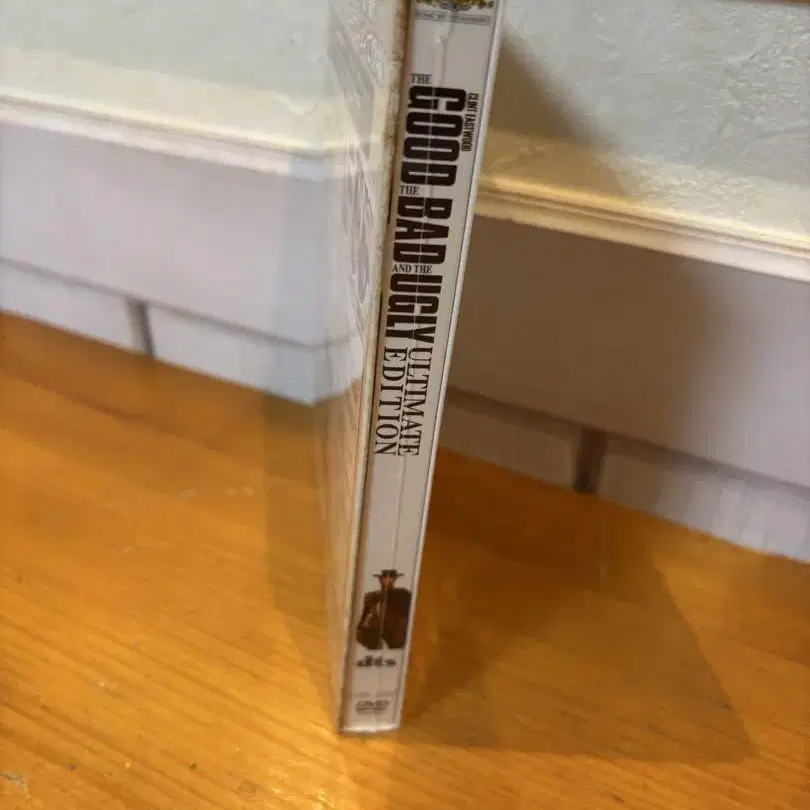 CLINT EASTWOOD
THE
GOOD
THE
BAD
AND THE
UGLY
ULTIMATE
EDITION
dts
DVD